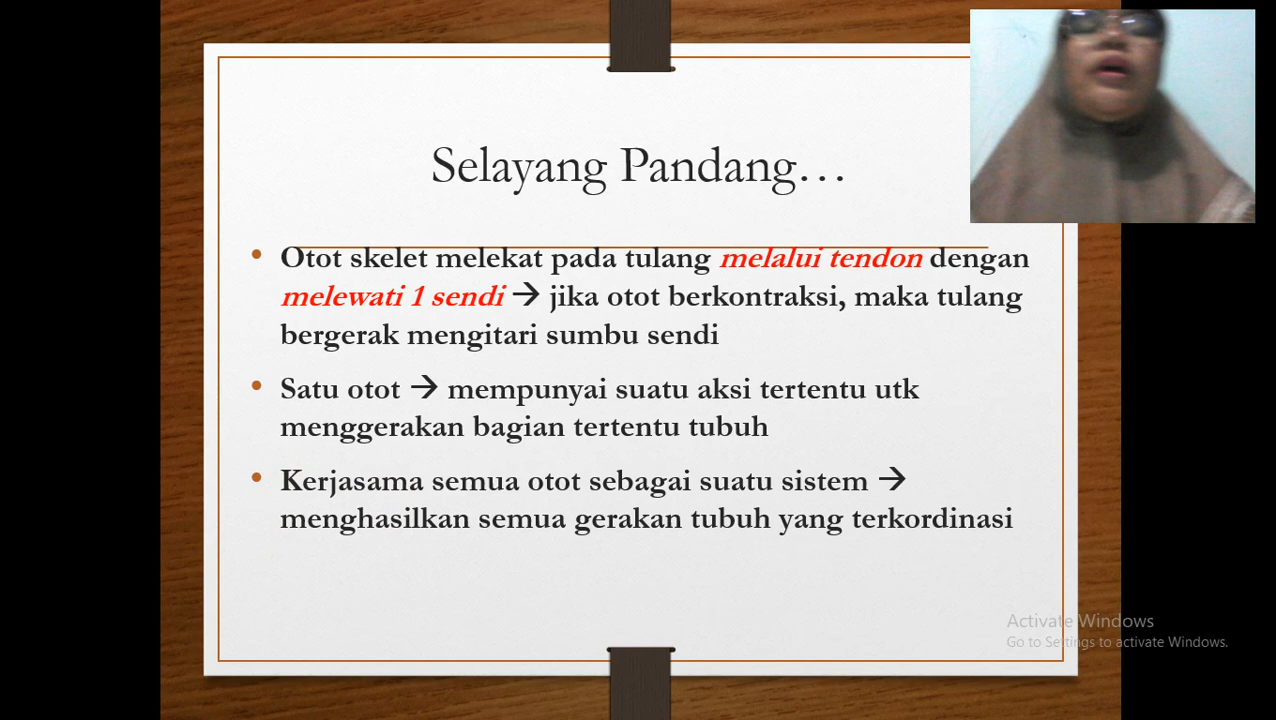 Selayang Pandang…
• Otot skelet melekat pada tulang melalui tendon dengan
melewati 1 sendi → jika otot berkontraksi, maka tulang
bergerak mengitari sumbu sendi
• Satu otot → mempunyai suatu aksi tertentu utk
menggerakan bagian tertentu tubuh
• Kerjasama semua otot sebagai suatu sistem →
menghasilkan semua gerakan tubuh yang terkordinasi
Activate Windows
Go to Settings to activate Windows.